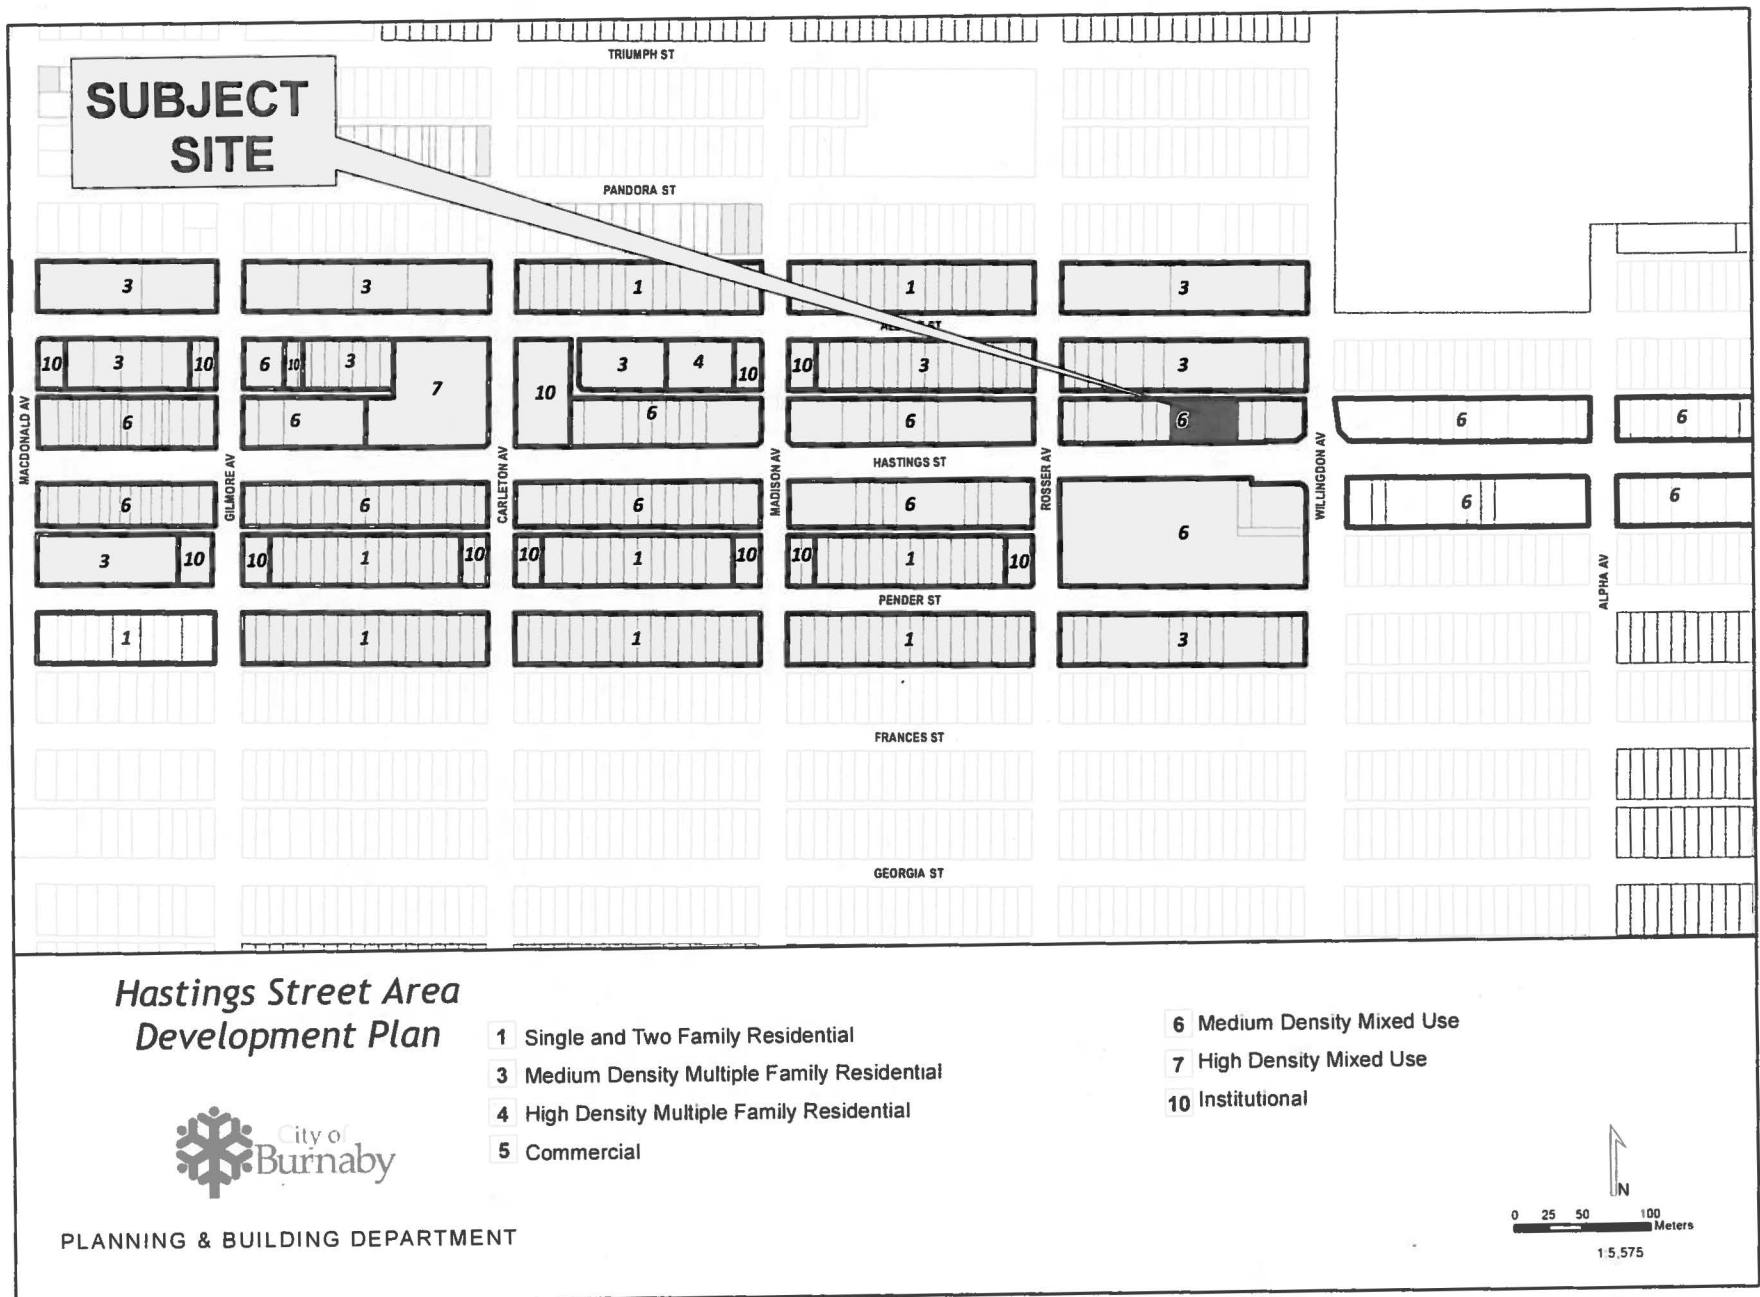 TRIUMPH ST
SUBJECT
SITE
PANDORA ST
3
3
1
1
3
ST
10
3
10
6
10
3
7
10
3
4
10
10
3
3
6
6
6
6
6
6
6
MACDONALD AV
GILMORE AV
CARLETON AV
MADISON AV
ROSSER AV
WILLINGDON AV
ALPHA AV
HASTINGS ST
6
6
6
6
6
6
6
3
10
10
1
10
10
1
10
10
1
10
PENDER ST
1
1
1
1
3
FRANCES ST
GEORGIA ST
Hastings Street Area
Development Plan
1 Single and Two Family Residential
3 Medium Density Multiple Family Residential
4 High Density Multiple Family Residential
5 Commercial
6 Medium Density Mixed Use
7 High Density Mixed Use
10 Institutional
City of
Burnaby
PLANNING & BUILDING DEPARTMENT
N
0 25 50 100
Meters
1:5,575